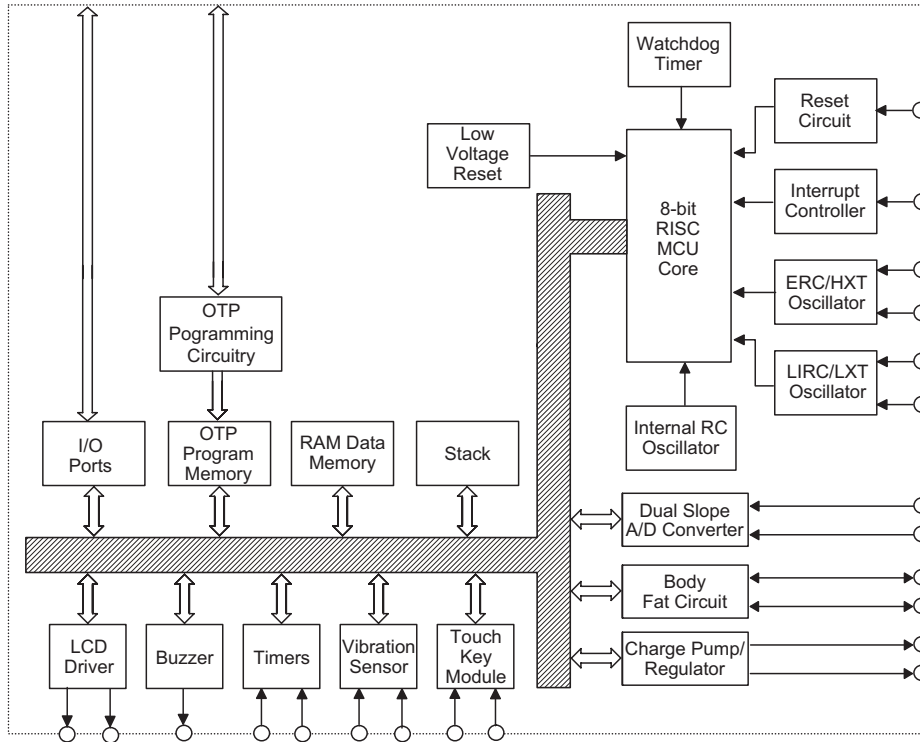 Watchdog
Timer
Reset
Circuit
Low
Voltage
Reset
8-bit
RISC
MCU
Core
Interrupt
Controller
ERC/HXT
Oscillator
OTP
Pogramming
Circuitry
LIRC/LXT
Oscillator
I/O
Ports
OTP
Program
Memory
RAM Data
Memory
Stack
Internal RC
Oscillator
Dual Slope
A/D Converter
Body
Fat Circuit
LCD
Driver
Buzzer
Timers
Vibration
Sensor
Touch
Key
Module
Charge Pump/
Regulator